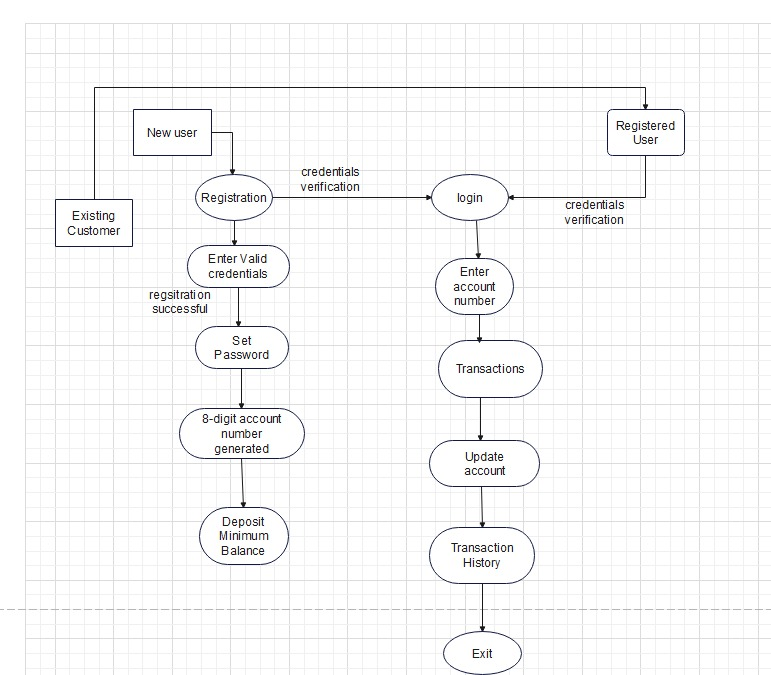 New user
Registered
User
credentials
verification
Registration
login
credentials
verification
Existing
Customer
Enter Valid
credentials
Enter
account
number
regsitration
successful
Set
Password
Transactions
8-digit account
number
generated
Update
account
Deposit
Minimum
Balance
Transaction
History
Exit